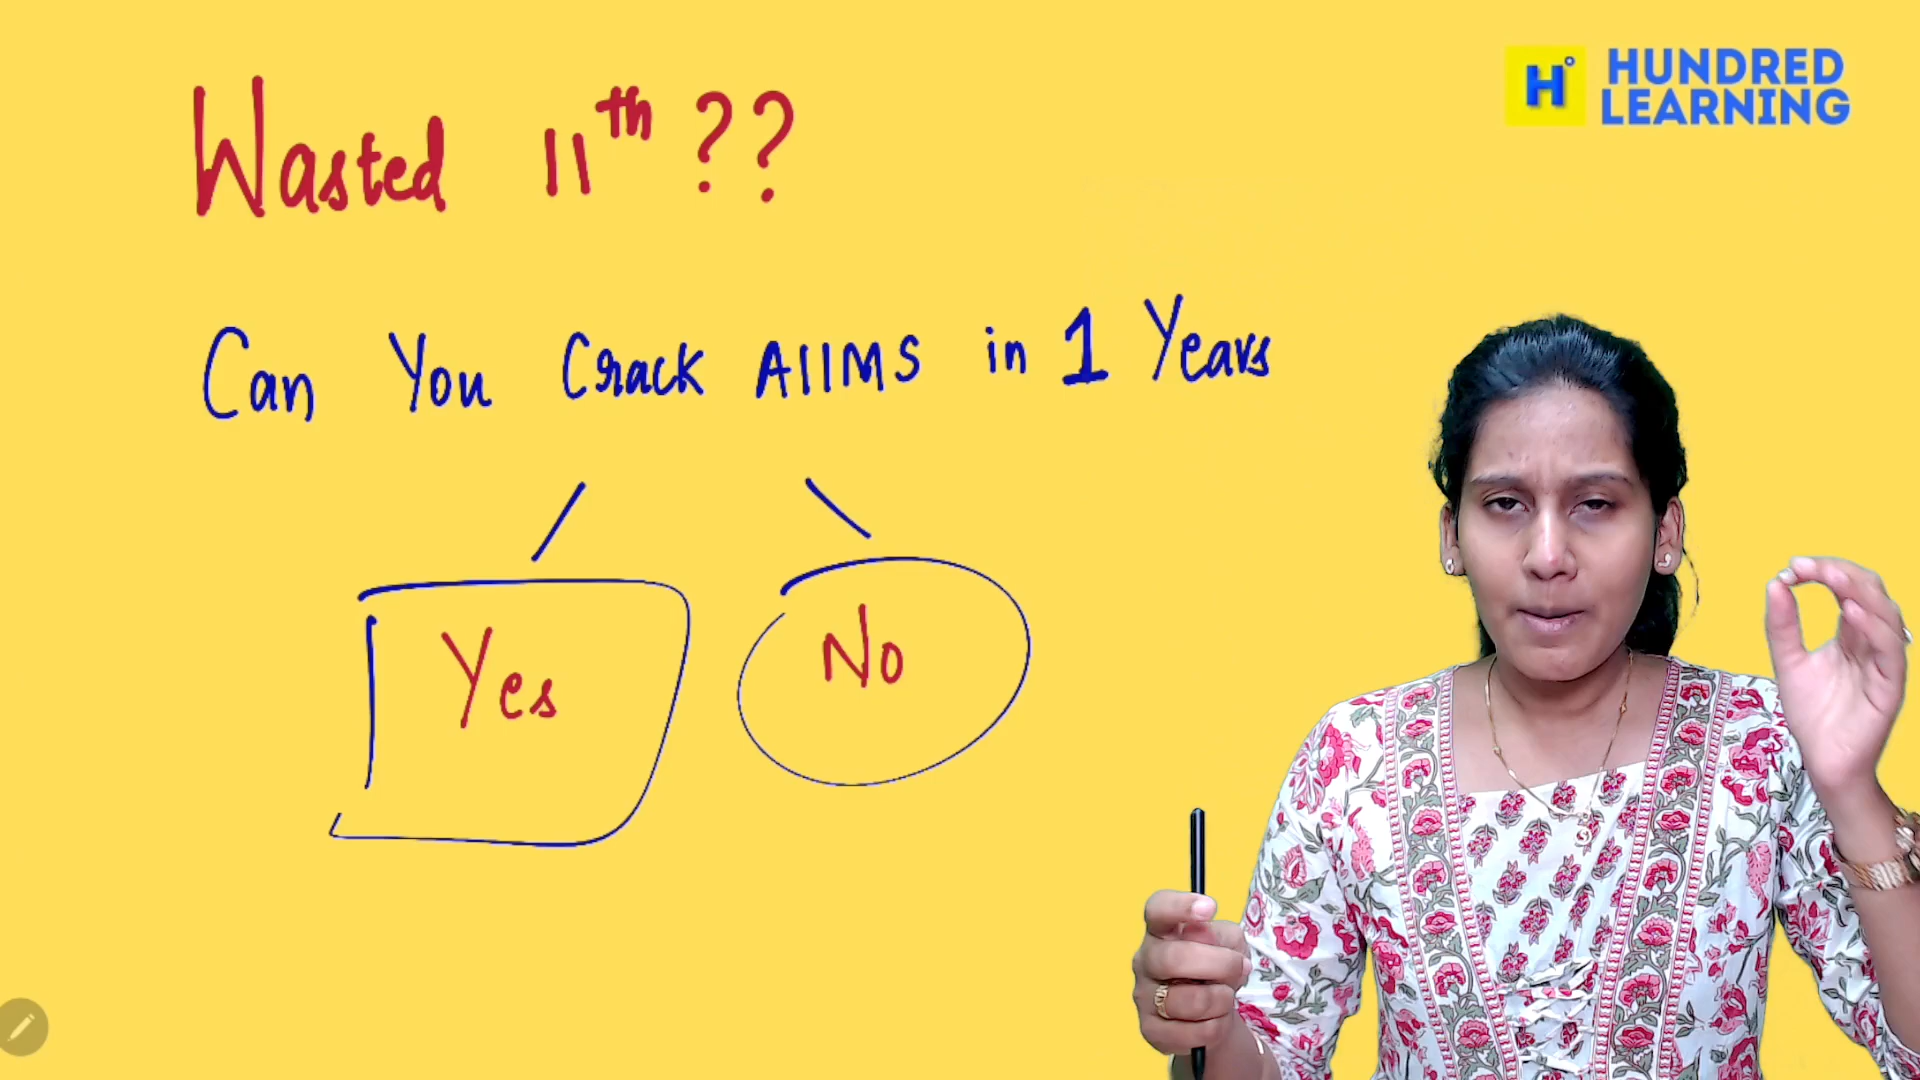 H° HUNDRED
LEARNING
Wasted 11th ??
Can You Crack AIIMS in 1 Years
Yes
No